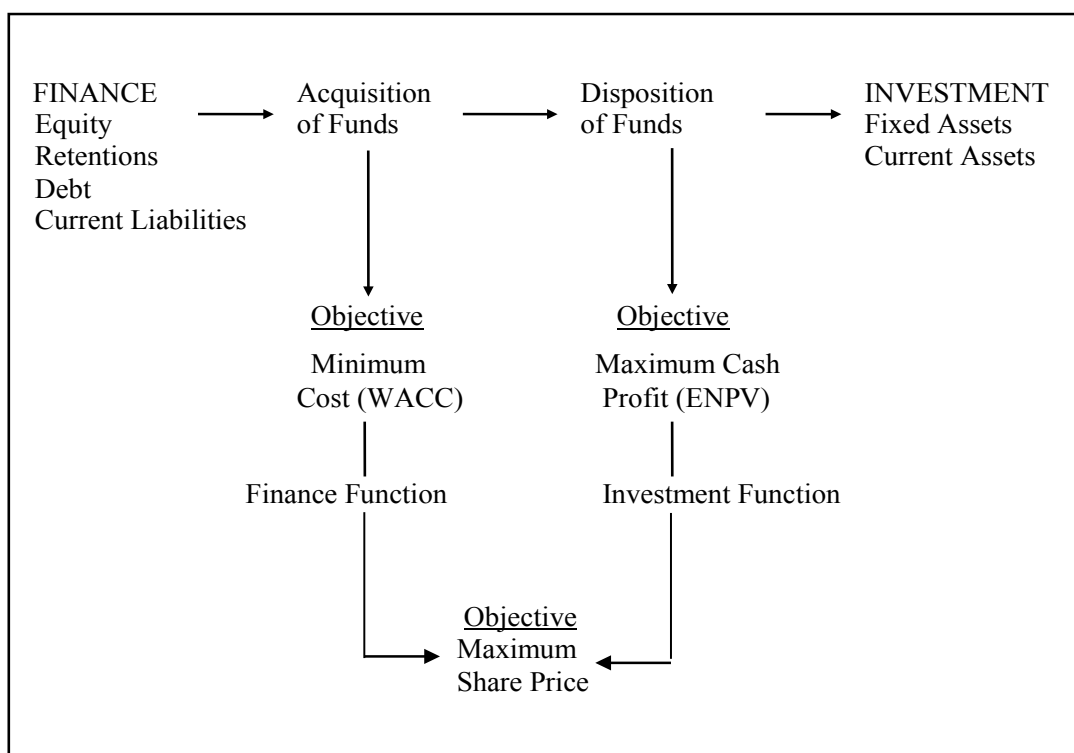 FINANCE
Equity
Retentions
Debt
Current Liabilities
Acquisition
of Funds
Disposition
of Funds
INVESTMENT
Fixed Assets
Current Assets
Objective
Minimum
Cost (WACC)
Objective
Maximum Cash
Profit (ENPV)
Finance Function
Investment Function
Objective
Maximum
Share Price